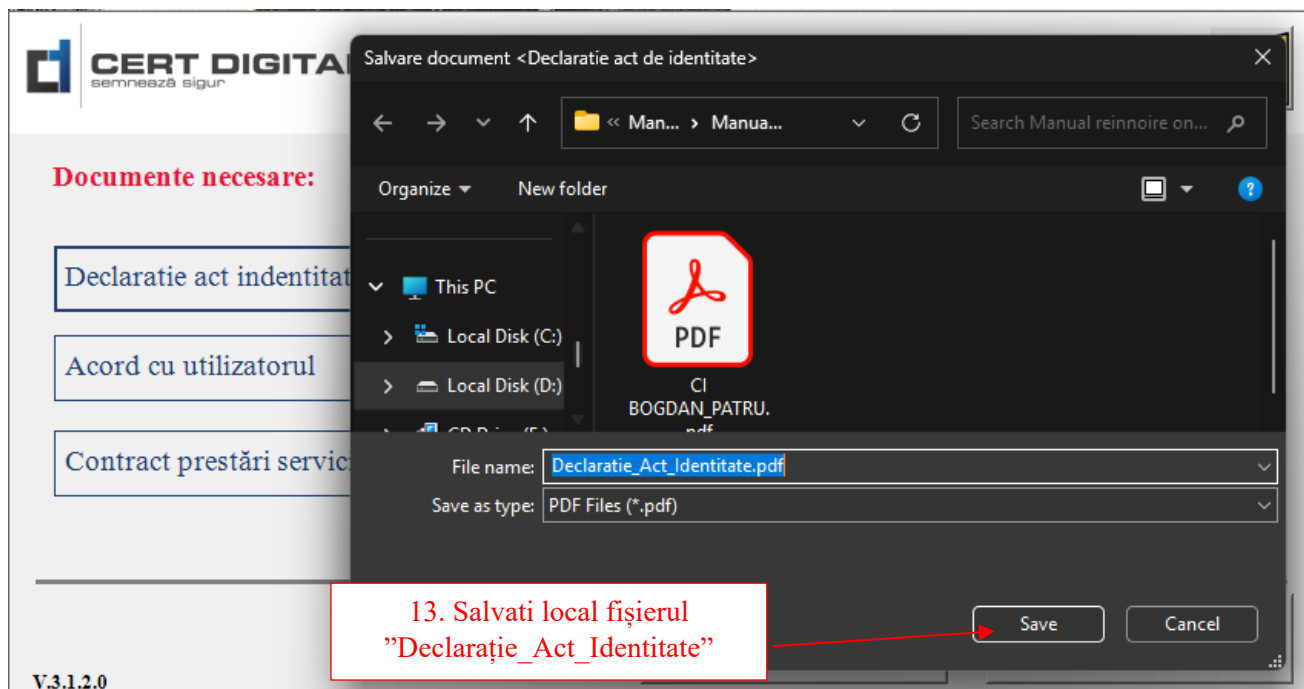 CERT DIGITAL
semnează sigur
Salvare document <Declaratie act de identitate>
« Man... > Manua...
Search Manual reinnoire on...
Documente necesare:
Organize
New folder
Declaratie act indentitat
This PC
Local Disk (C:)
PDF
Acord cu utilizatorul
Local Disk (D:)
CI
BOGDAN_PATRU.
pdf
Contract prestări servic
File name: Declaratie_Act_Identitate.pdf
Save as type: PDF Files (*.pdf)
13. Salvati local fișierul
”Declarație_Act_Identitate”
Save
Cancel
V.3.1.2.0